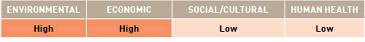 ENVIRONMENTAL ECONOMIC SOCIAL/CULTURAL HUMAN HEALTH
High High Low Low